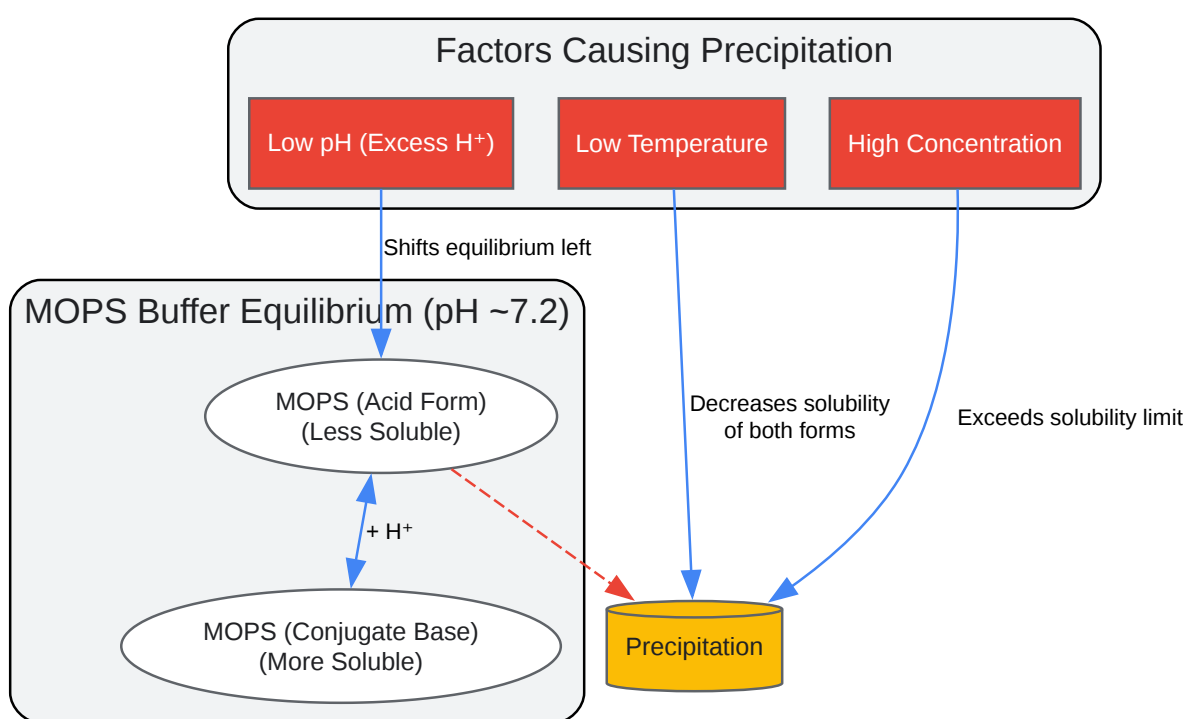 Factors Causing Precipitation
Low pH (Excess H⁺)
Low Temperature
High Concentration
Shifts equilibrium left
MOPS Buffer Equilibrium (pH ~7.2)
MOPS (Acid Form)
(Less Soluble)
Decreases solubility
of both forms
Exceeds solubility limit
+ H⁺
MOPS (Conjugate Base)
(More Soluble)
Precipitation